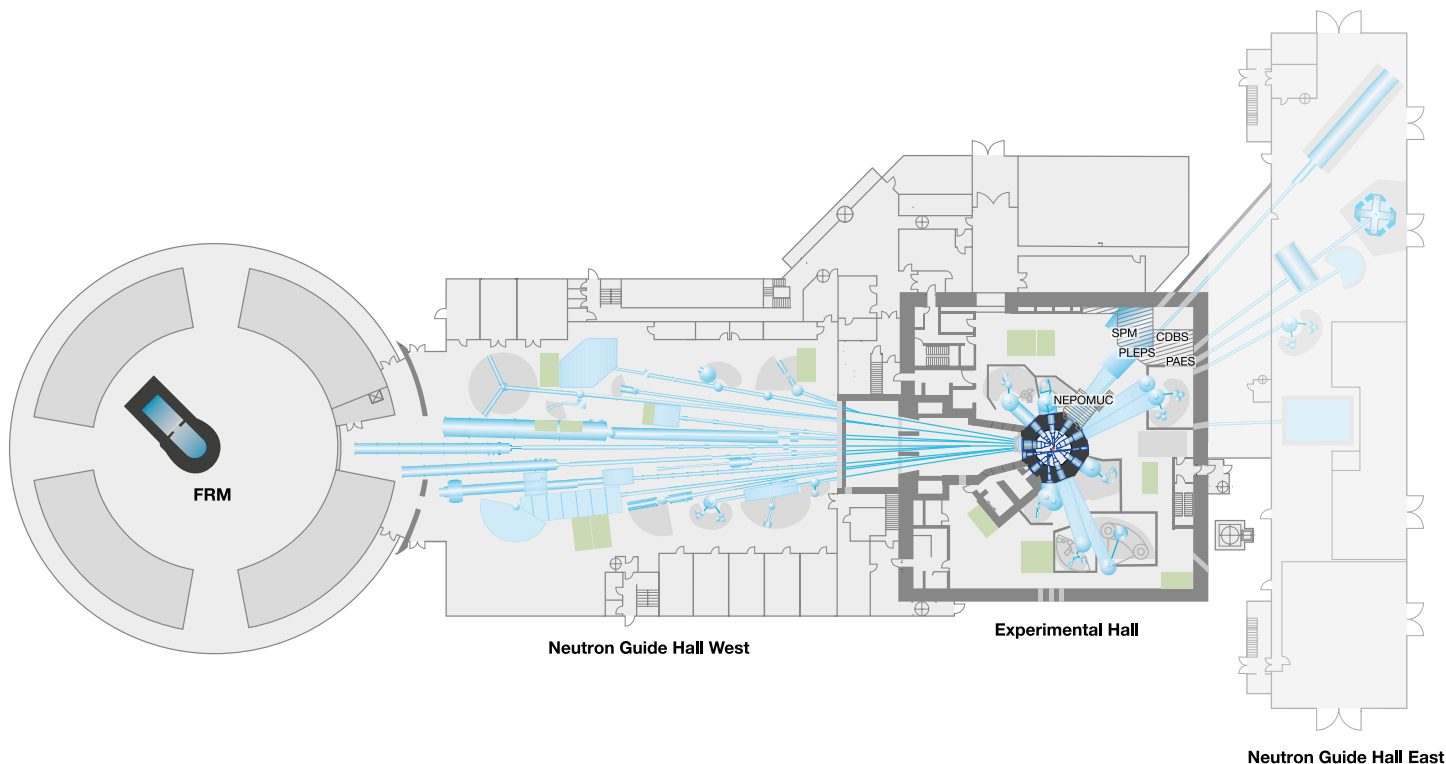 SPM
CDBS
PLEPS
PAES
NEPOMUC
FRM
Experimental Hall
Neutron Guide Hall West
Neutron Guide Hall East